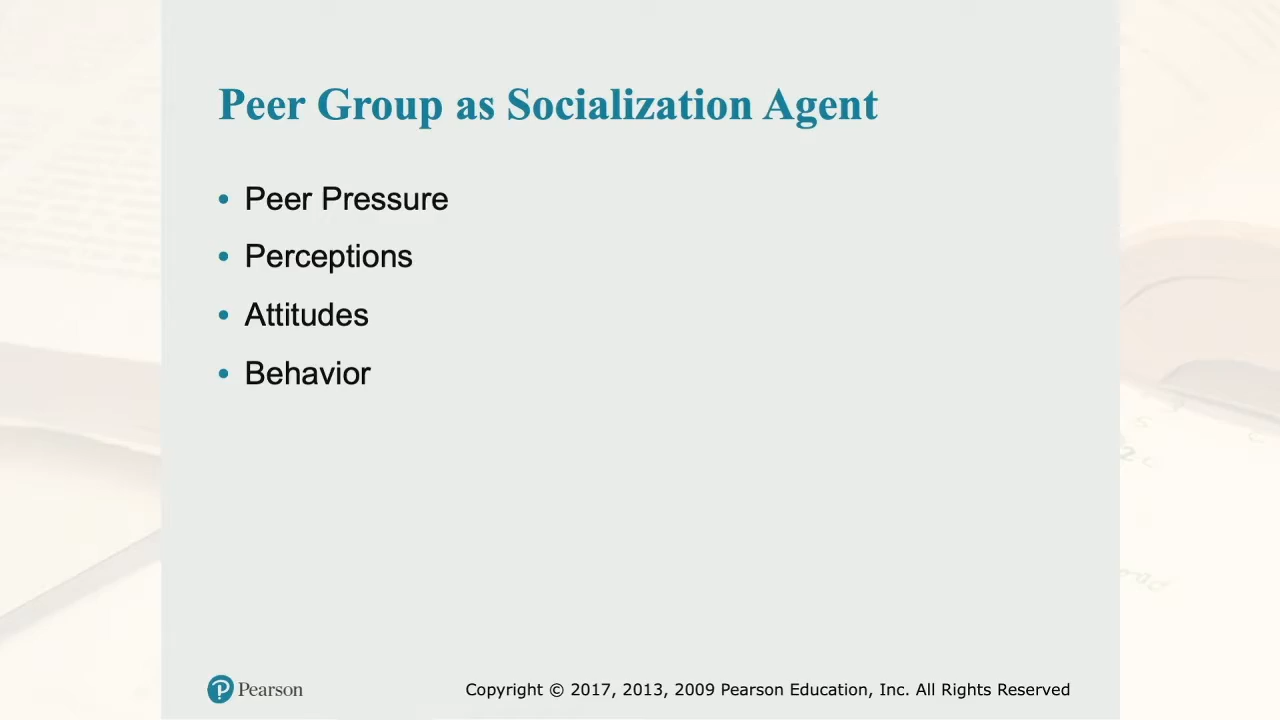 Peer Group as Socialization Agent
• Peer Pressure
• Perceptions
• Attitudes
• Behavior
Pearson
Copyright © 2017, 2013, 2009 Pearson Education, Inc. All Rights Reserved